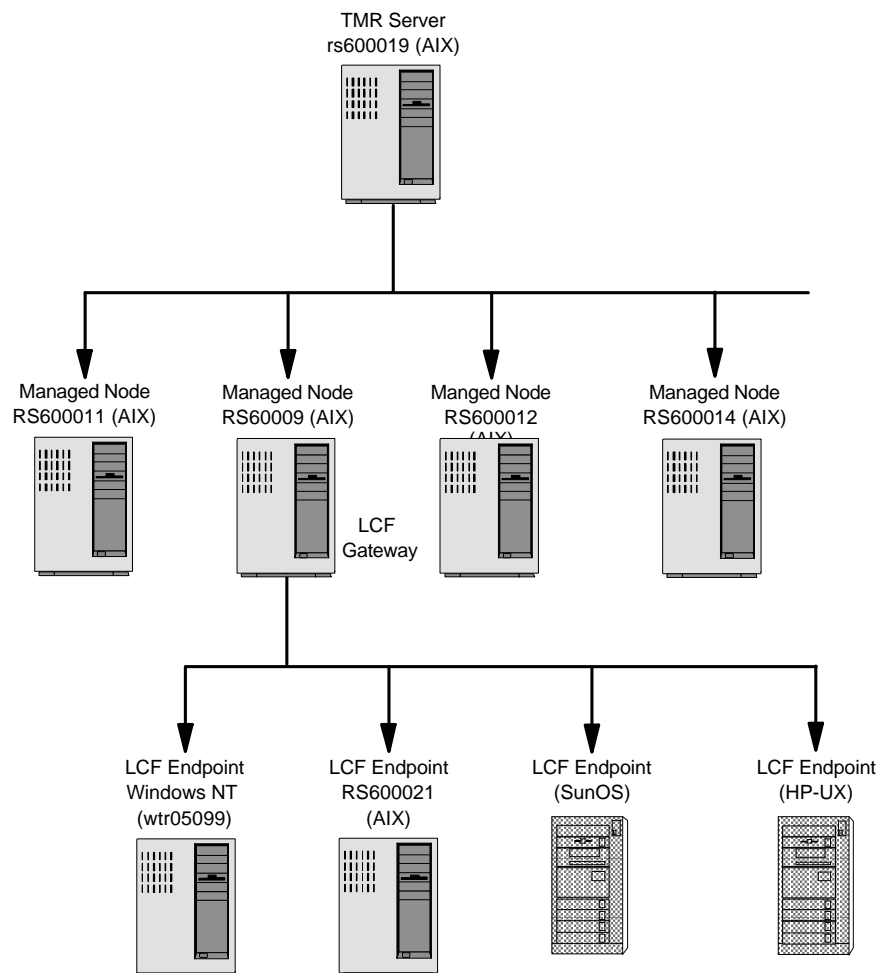 TMR Server
rs600019 (AIX)
Managed Node
RS600011 (AIX)
Managed Node
RS60009 (AIX)
Manged Node
RS600012
(AIX)
Managed Node
RS600014 (AIX)
LCF
Gateway
LCF Endpoint
Windows NT
(wtr05099)
LCF Endpoint
RS600021
(AIX)
LCF Endpoint
(SunOS)
LCF Endpoint
(HP-UX)